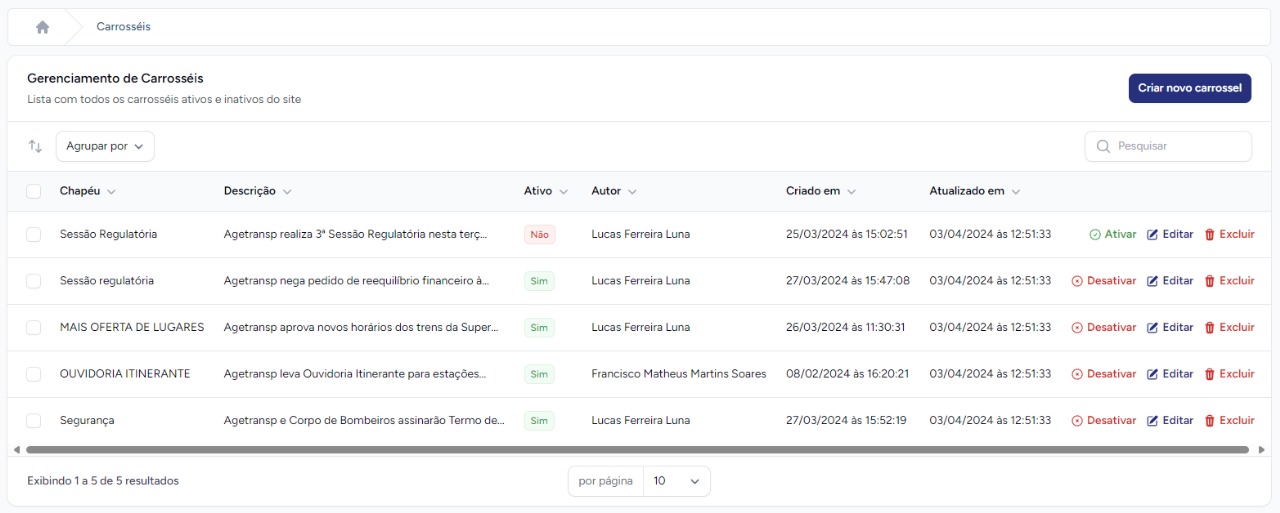 Carrosséis
Gerenciamento de Carrosséis
Lista com todos os carrosséis ativos e inativos do site
Criar novo carrossel
Agrupar por
Pesquisar
Chapéu Descrição Ativo Autor Criado em Atualizado em
Sessão Regulatória Agetransp realiza 3ª Sessão Regulatória nesta terç... Não Lucas Ferreira Luna 25/03/2024 às 15:02:51 03/04/2024 às 12:51:33 Ativar Editar Excluir
Sessão regulatória Agetransp nega pedido de reequilíbrio financeiro à... Sim Lucas Ferreira Luna 27/03/2024 às 15:47:08 03/04/2024 às 12:51:33 Desativar Editar Excluir
MAIS OFERTA DE LUGARES Agetransp aprova novos horários dos trens da Super... Sim Lucas Ferreira Luna 26/03/2024 às 11:30:31 03/04/2024 às 12:51:33 Desativar Editar Excluir
OUVIDORIA ITINERANTE Agetransp leva Ouvidoria Itinerante para estações... Sim Francisco Matheus Martins Soares 08/02/2024 às 16:20:21 03/04/2024 às 12:51:33 Desativar Editar Excluir
Segurança Agetransp e Corpo de Bombeiros assinarão Termo de... Sim Lucas Ferreira Luna 27/03/2024 às 15:52:19 03/04/2024 às 12:51:33 Desativar Editar Excluir
Exibindo 1 a 5 de 5 resultados por página 10